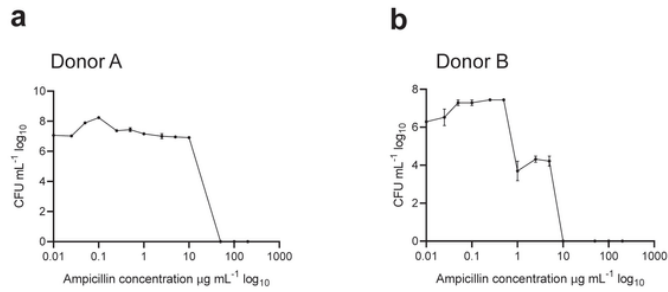 a
Donor A
10
8
6
4
2
0
CFU mL-1 log10
0.01 0.1 1 10 100 1000
Ampicillin concentration µg mL-1 log10
b
Donor B
8
6
4
2
0
CFU mL-1 log10
0.01 0.1 1 10 100 1000
Ampicillin concentration µg mL-1 log10